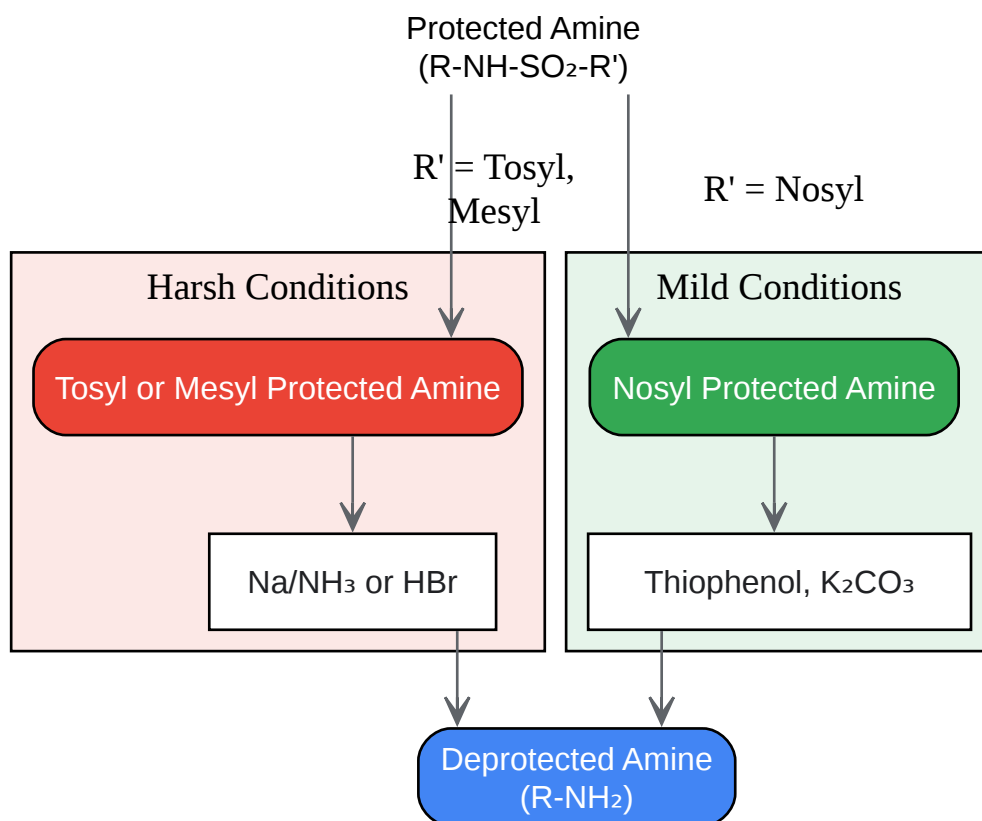 Protected Amine
(R-NH-SO₂-R')
R' = Tosyl,
Mesyl
R' = Nosyl
Harsh Conditions
Mild Conditions
Tosyl or Mesyl Protected Amine
Nosyl Protected Amine
Na/NH₃ or HBr
Thiophenol, K₂CO₃
Deprotected Amine
(R-NH₂)